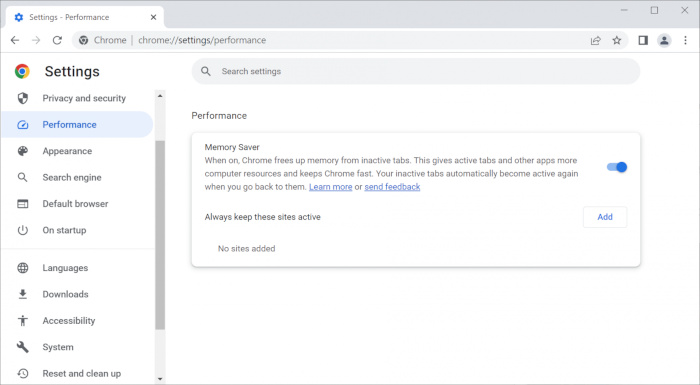 Settings - Performance
Chrome | chrome://settings/performance
Settings
Search settings
Privacy and security
Performance
Appearance
Search engine
Default browser
On startup
Languages
Downloads
Accessibility
System
Reset and clean up
Performance
Memory Saver
When on, Chrome frees up memory from inactive tabs. This gives active tabs and other apps more
computer resources and keeps Chrome fast. Your inactive tabs automatically become active again
when you go back to them. Learn more or send feedback
Always keep these sites active
Add
No sites added